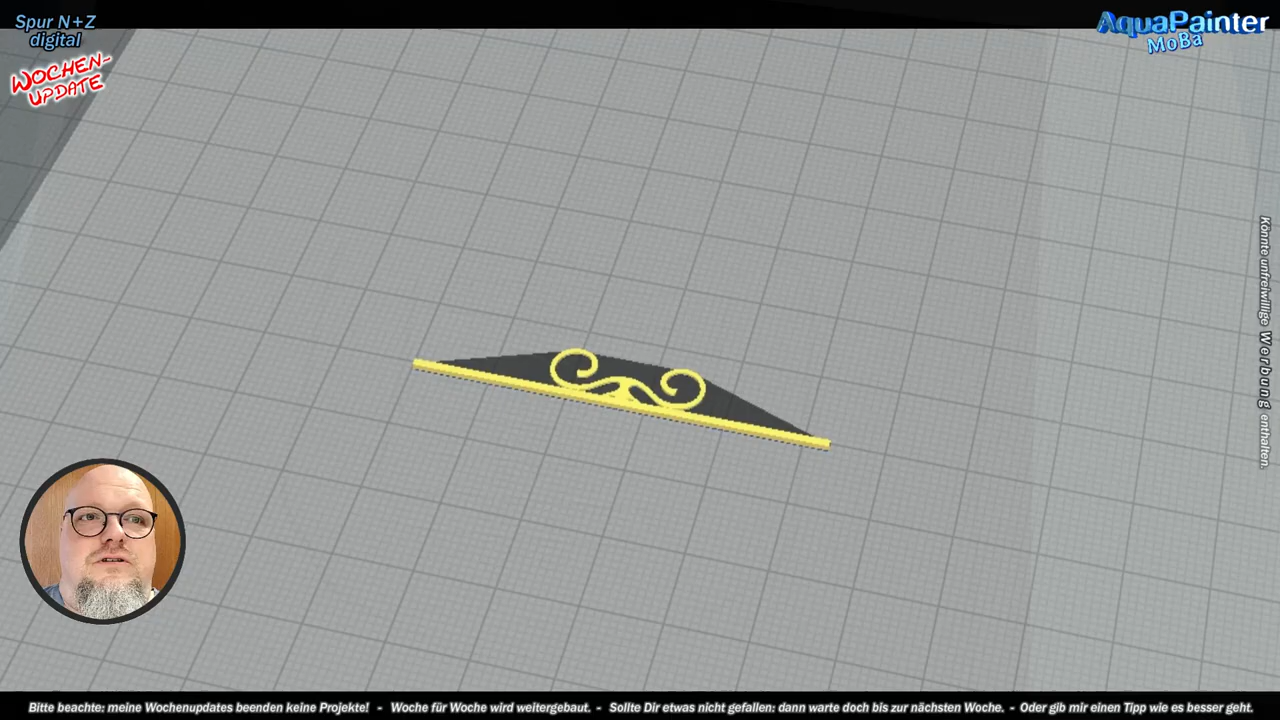 Spur N+Z
digital
WOCHEN-
UPDATE
AquaPainter
MoBa
Könnte unfreiwillige Werbung enthalten.
Bitte beachte: meine Wochenupdates beenden keine Projekte! - Woche für Woche wird weitergebaut. - Sollte Dir etwas nicht gefallen: dann warte doch bis zur nächsten Woche. - Oder gib mir einen Tipp wie es besser geht.